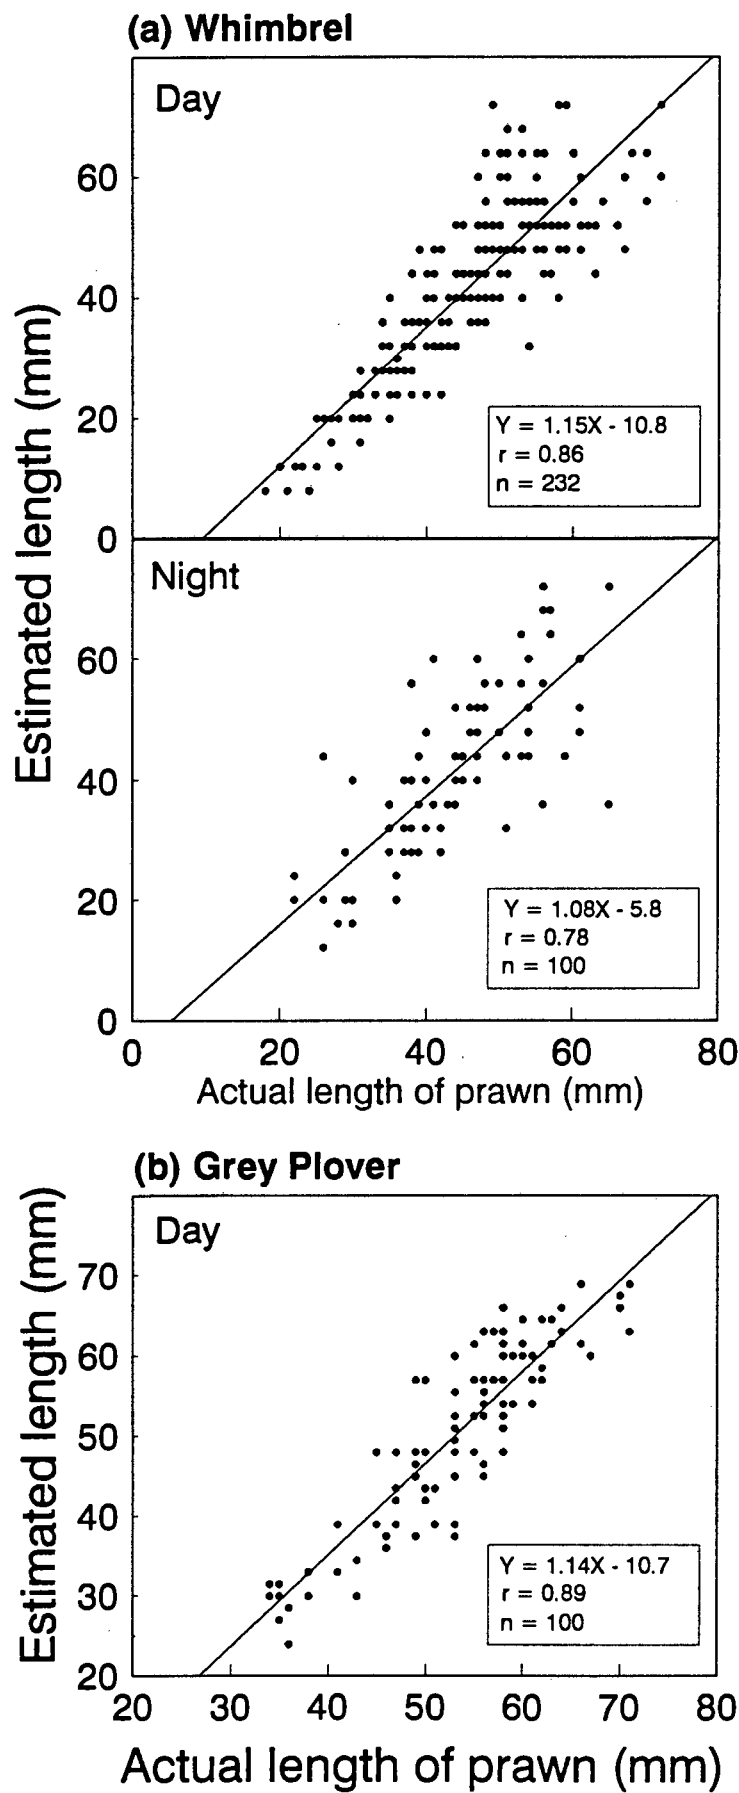 (a) Whimbrel
Day
60
40
20
0
Y = 1.15X - 10.8
r = 0.86
n = 232
Estimated length (mm)
Night
60
40
20
0
Y = 1.08X - 5.8
r = 0.78
n = 100
0 20 40 60 80
Actual length of prawn (mm)
(b) Grey Plover
Day
70
60
50
40
30
20
Estimated length (mm)
Y = 1.14X - 10.7
r = 0.89
n = 100
20 30 40 50 60 70 80
Actual length of prawn (mm)